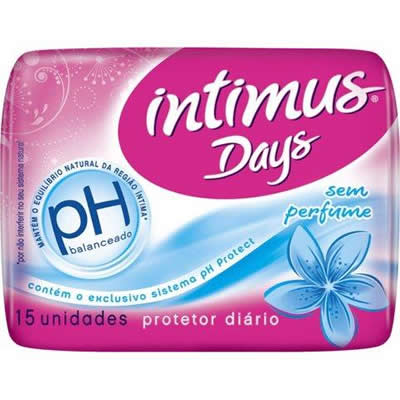 intimus®
Days
sem
perfume
MANTÉM O EQUILÍBRIO NATURAL DA REGIÃO ÍNTIMA*
pH
balanceado
*por não interferir no seu sistema natural
contém o exclusivo sistema pH Protect
15 unidades protetor diário